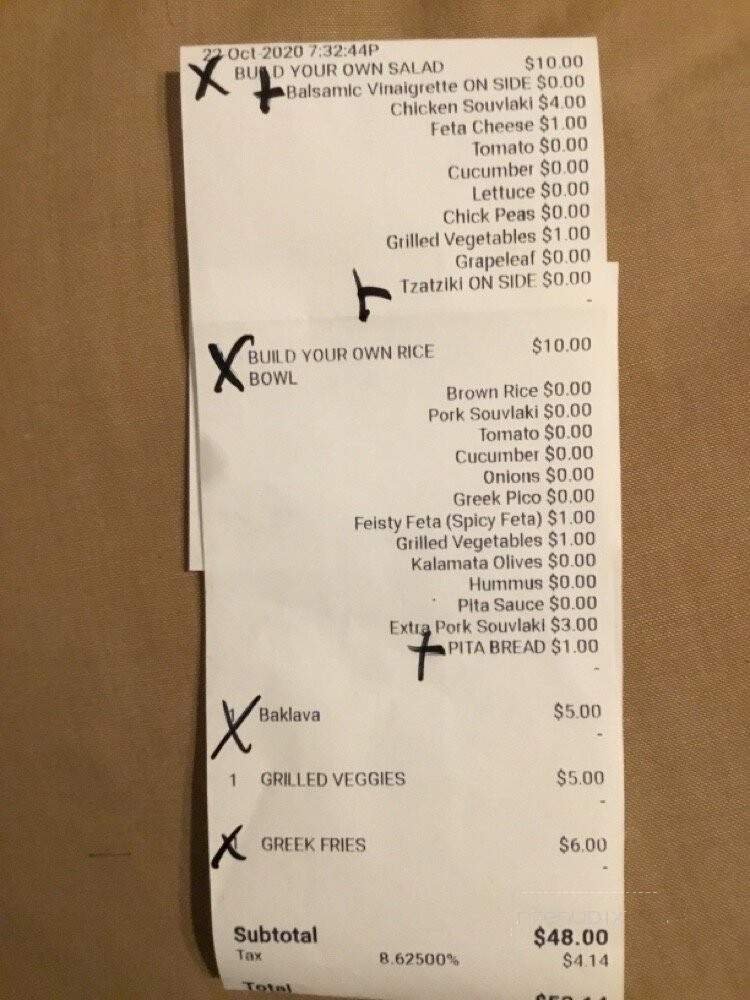 22 Oct 2020 7:32:44P
BUILD YOUR OWN SALAD $10.00
Balsamic Vinaigrette ON SIDE $0.00
Chicken Souvlaki $4.00
Feta Cheese $1.00
Tomato $0.00
Cucumber $0.00
Lettuce $0.00
Chick Peas $0.00
Grilled Vegetables $1.00
Grapeleaf $0.00
Tzatziki ON SIDE $0.00
-
BUILD YOUR OWN RICE $10.00
BOWL
Brown Rice $0.00
Pork Souvlaki $0.00
Tomato $0.00
Cucumber $0.00
Onions $0.00
Greek Pico $0.00
Feisty Feta (Spicy Feta) $1.00
Grilled Vegetables $1.00
Kalamata Olives $0.00
Hummus $0.00
Pita Sauce $0.00
Extra Pork Souvlaki $3.00
PITA BREAD $1.00
-
1 Baklava $5.00
-
1 GRILLED VEGGIES $5.00
-
1 GREEK FRIES $6.00
-
Subtotal $48.00
Tax 8.62500% $4.14
Total